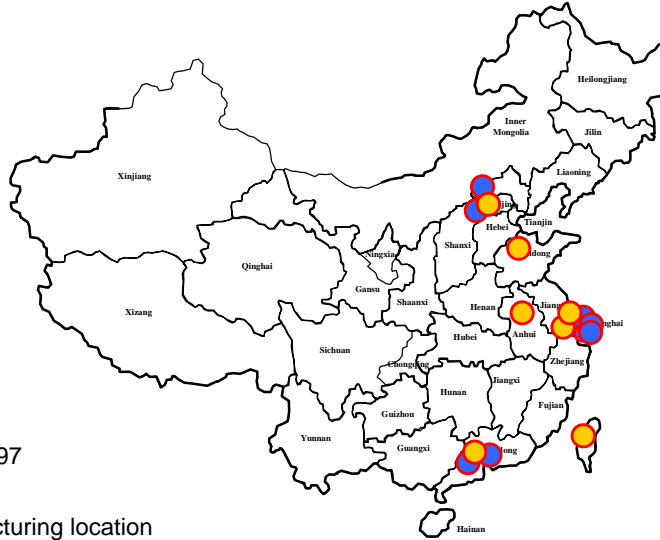 Heilongjiang
Inner
Mongolia
Jilin
Liaoning
Xinjiang
Tianjin
Hebei
Shanxi
Ningxia
Qinghai
Gansu
Shaanxi
Henan
Jiang
Anhui
Xizang
Hubei
Sichuan
Chongqing
Zhejiang
Hunan
Jiangxi
Fujian
Guizhou
Yunnan
Guangxi
Hainan
97
cturing location